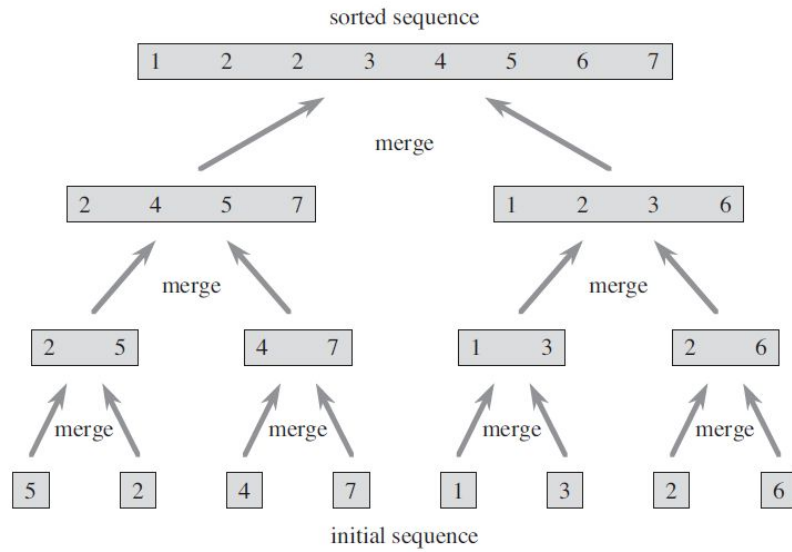 sorted sequence
1 2 2 3 4 5 6 7
merge
2 4 5 7 1 2 3 6
merge merge
2 5 4 7 1 3 2 6
merge merge merge merge
5 2 4 7 1 3 2 6
initial sequence